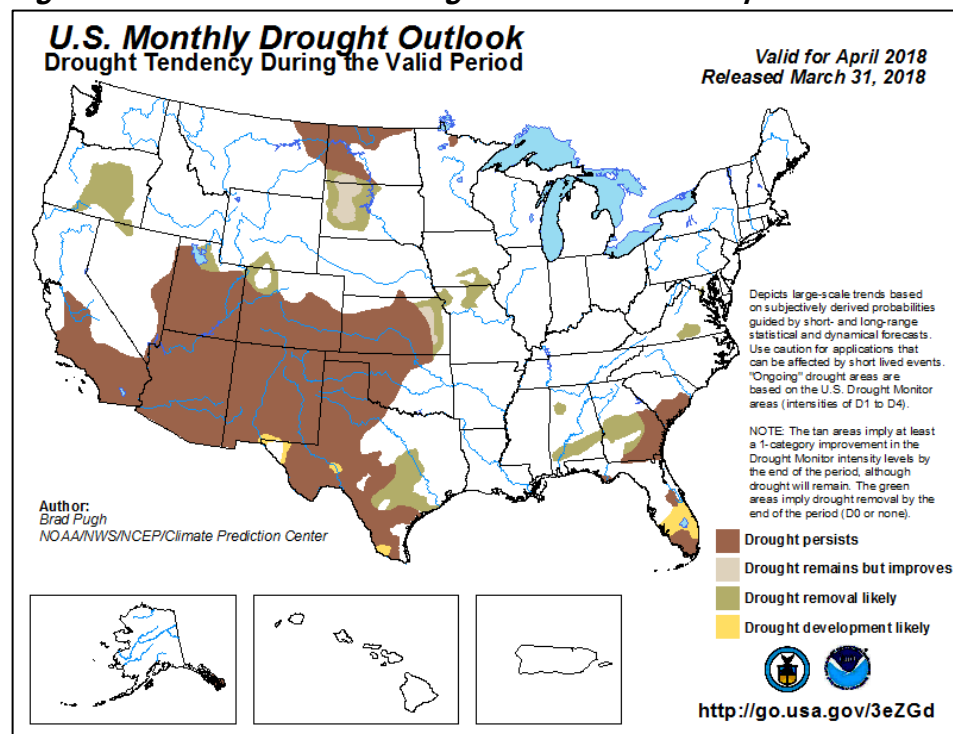 U.S. Monthly Drought Outlook
Drought Tendency During the Valid Period
Valid for April 2018
Released March 31, 2018
Depicts large-scale trends based
on subjectively derived probabilities
guided by short- and long-range
statistical and dynamical forecasts.
Use caution for applications that
can be affected by short lived events.
"Ongoing" drought areas are
based on the U.S. Drought Monitor
areas (intensities of D1 to D4).
NOTE: The tan areas imply at least
a 1-category improvement in the
Drought Monitor intensity levels by
the end of the period, although
drought will remain. The green
areas imply drought removal by the
end of the period (D0 or none).
Author:
Brad Pugh
NOAA/NWS/NCEP/Climate Prediction Center
Drought persists
Drought remains but improves
Drought removal likely
Drought development likely
http://go.usa.gov/3eZGd